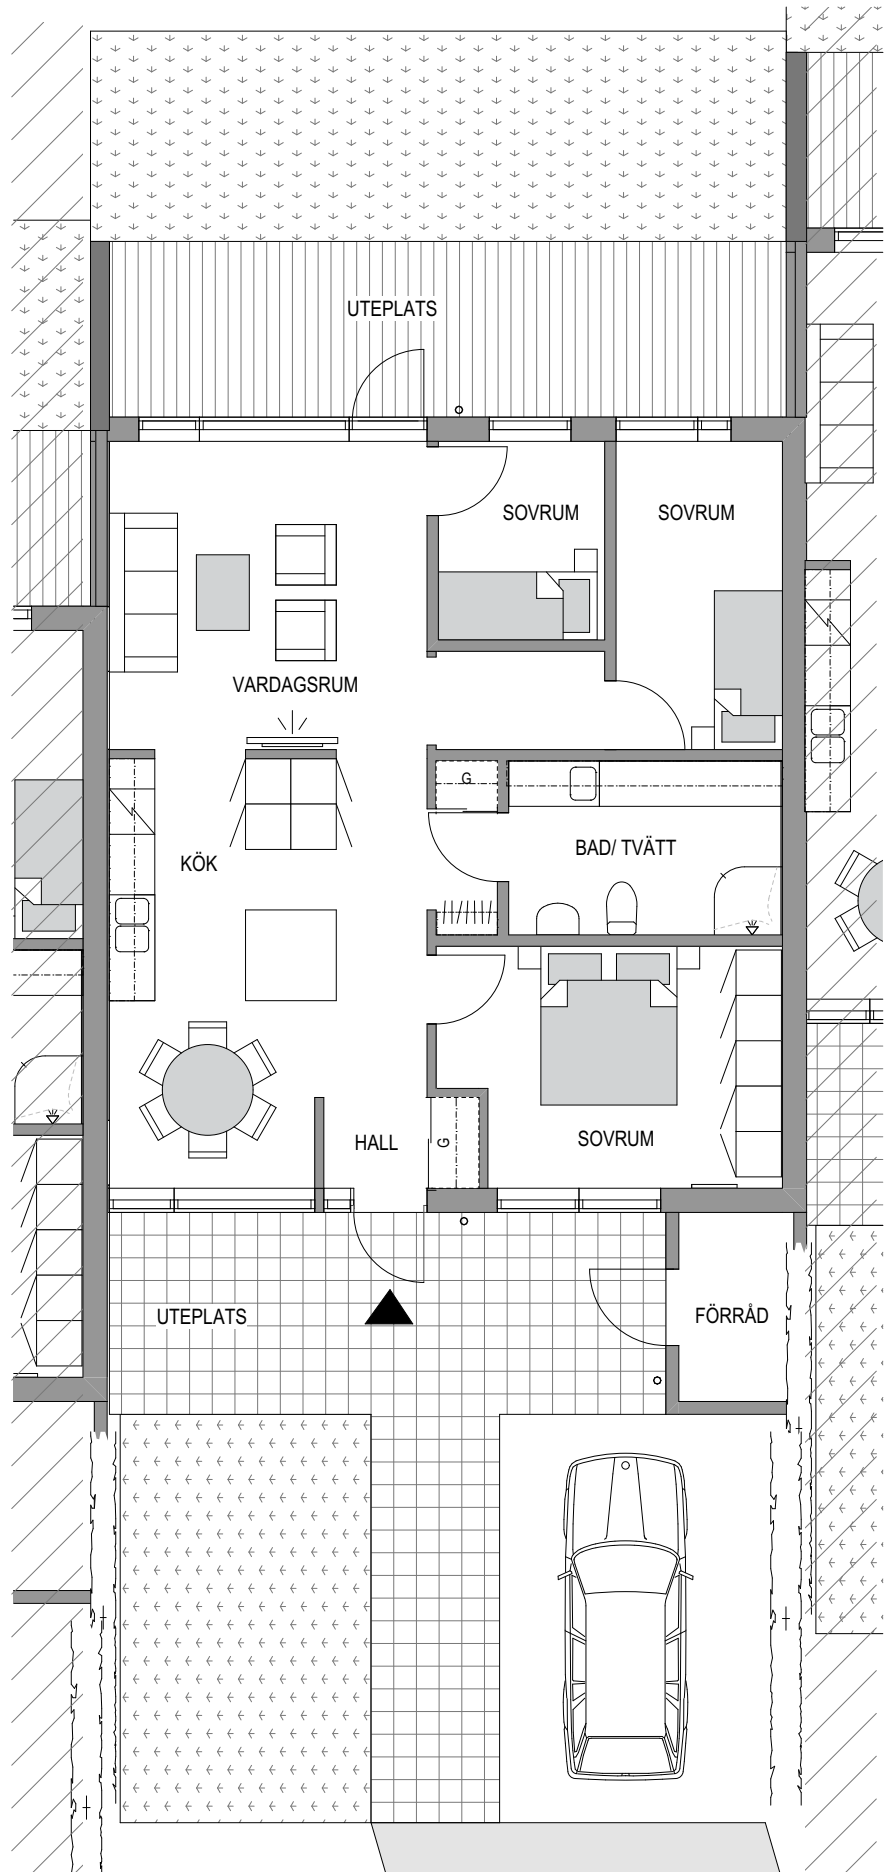 UTEPLATS
SOVRUM
SOVRUM
VARDAGSRUM
G
BAD/ TVÄTT
KÖK
HALL
G
SOVRUM
UTEPLATS
FÖRRÅD